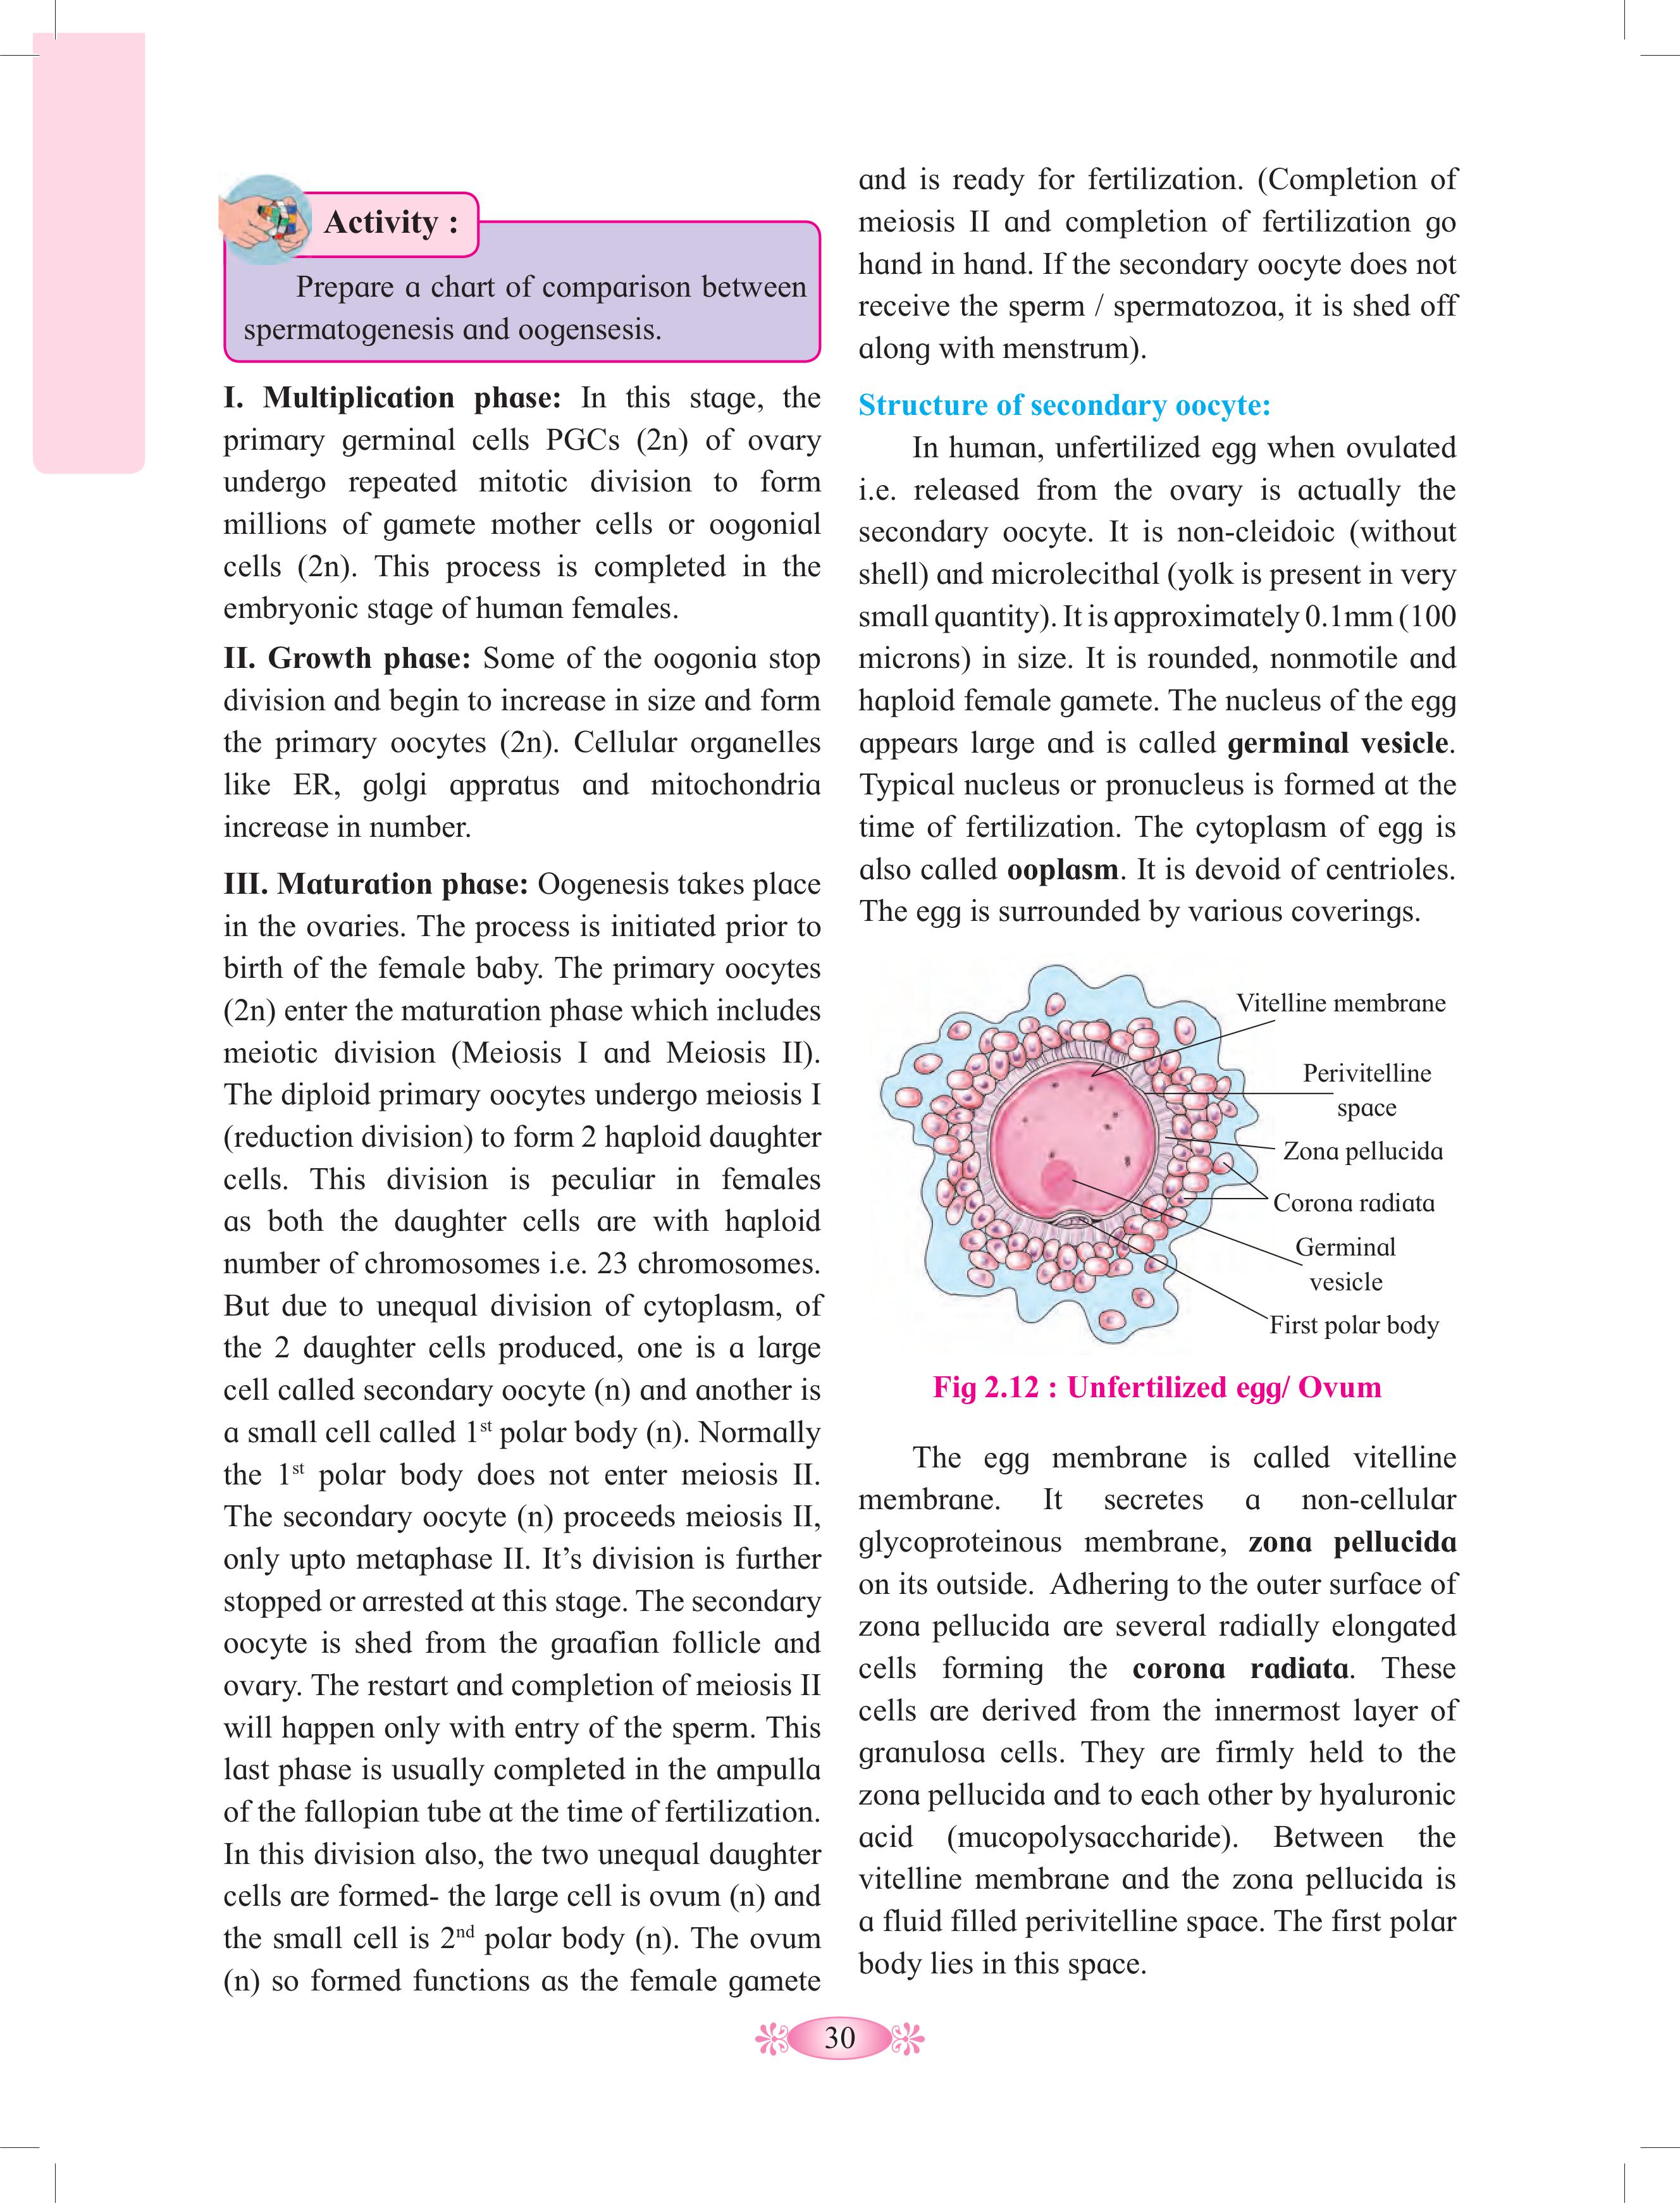 Activity :
Prepare a chart of comparison between
spermatogenesis and oogensesis.
I. Multiplication phase: In this stage, the
primary germinal cells PGCs (2n) of ovary
undergo repeated mitotic division to form
millions of gamete mother cells or oogonial
cells (2n). This process is completed in the
embryonic stage of human females.
II. Growth phase: Some of the oogonia stop
division and begin to increase in size and form
the primary oocytes (2n). Cellular organelles
like ER, golgi appratus and mitochondria
increase in number.
III. Maturation phase: Oogenesis takes place
in the ovaries. The process is initiated prior to
birth of the female baby. The primary oocytes
(2n) enter the maturation phase which includes
meiotic division (Meiosis I and Meiosis II).
The diploid primary oocytes undergo meiosis I
(reduction division) to form 2 haploid daughter
cells. This division is peculiar in females
as both the daughter cells are with haploid
number of chromosomes i.e. 23 chromosomes.
But due to unequal division of cytoplasm, of
the 2 daughter cells produced, one is a large
cell called secondary oocyte (n) and another is
a small cell called 1st polar body (n). Normally
the 1st polar body does not enter meiosis II.
The secondary oocyte (n) proceeds meiosis II,
only upto metaphase II. It's division is further
stopped or arrested at this stage. The secondary
oocyte is shed from the graafian follicle and
ovary. The restart and completion of meiosis II
will happen only with entry of the sperm. This
last phase is usually completed in the ampulla
of the fallopian tube at the time of fertilization.
In this division also, the two unequal daughter
cells are formed- the large cell is ovum (n) and
the small cell is 2nd polar body (n). The ovum
(n) so formed functions as the female gamete
and is ready for fertilization. (Completion of
meiosis II and completion of fertilization go
hand in hand. If the secondary oocyte does not
receive the sperm / spermatozoa, it is shed off
along with menstrum).
Structure of secondary oocyte:
In human, unfertilized egg when ovulated
i.e. released from the ovary is actually the
secondary oocyte. It is non-cleidoic (without
shell) and microlecithal (yolk is present in very
small quantity). It is approximately 0.1mm (100
microns) in size. It is rounded, nonmotile and
haploid female gamete. The nucleus of the egg
appears large and is called germinal vesicle.
Typical nucleus or pronucleus is formed at the
time of fertilization. The cytoplasm of egg is
also called ooplasm. It is devoid of centrioles.
The egg is surrounded by various coverings.
Vitelline membrane
Perivitelline
space
Zona pellucida
Corona radiata
Germinal
vesicle
First polar body
Fig 2.12 : Unfertilized egg/ Ovum
The egg membrane is called vitelline
membrane. It secretes a non-cellular
glycoproteinous membrane, zona pellucida
on its outside. Adhering to the outer surface of
zona pellucida are several radially elongated
cells forming the corona radiata. These
cells are derived from the innermost layer of
granulosa cells. They are firmly held to the
zona pellucida and to each other by hyaluronic
acid (mucopolysaccharide). Between the
vitelline membrane and the zona pellucida is
a fluid filled perivitelline space. The first polar
body lies in this space.
30